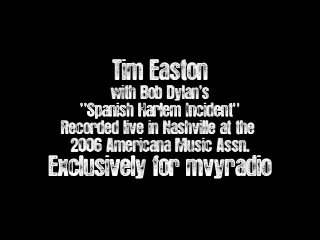 Tim Easton
with Bob Dylan's
"Spanish Harlem Incident"
Recorded live in Nashville at the
2006 Americana Music Assn.
Exclusively for mvyradio